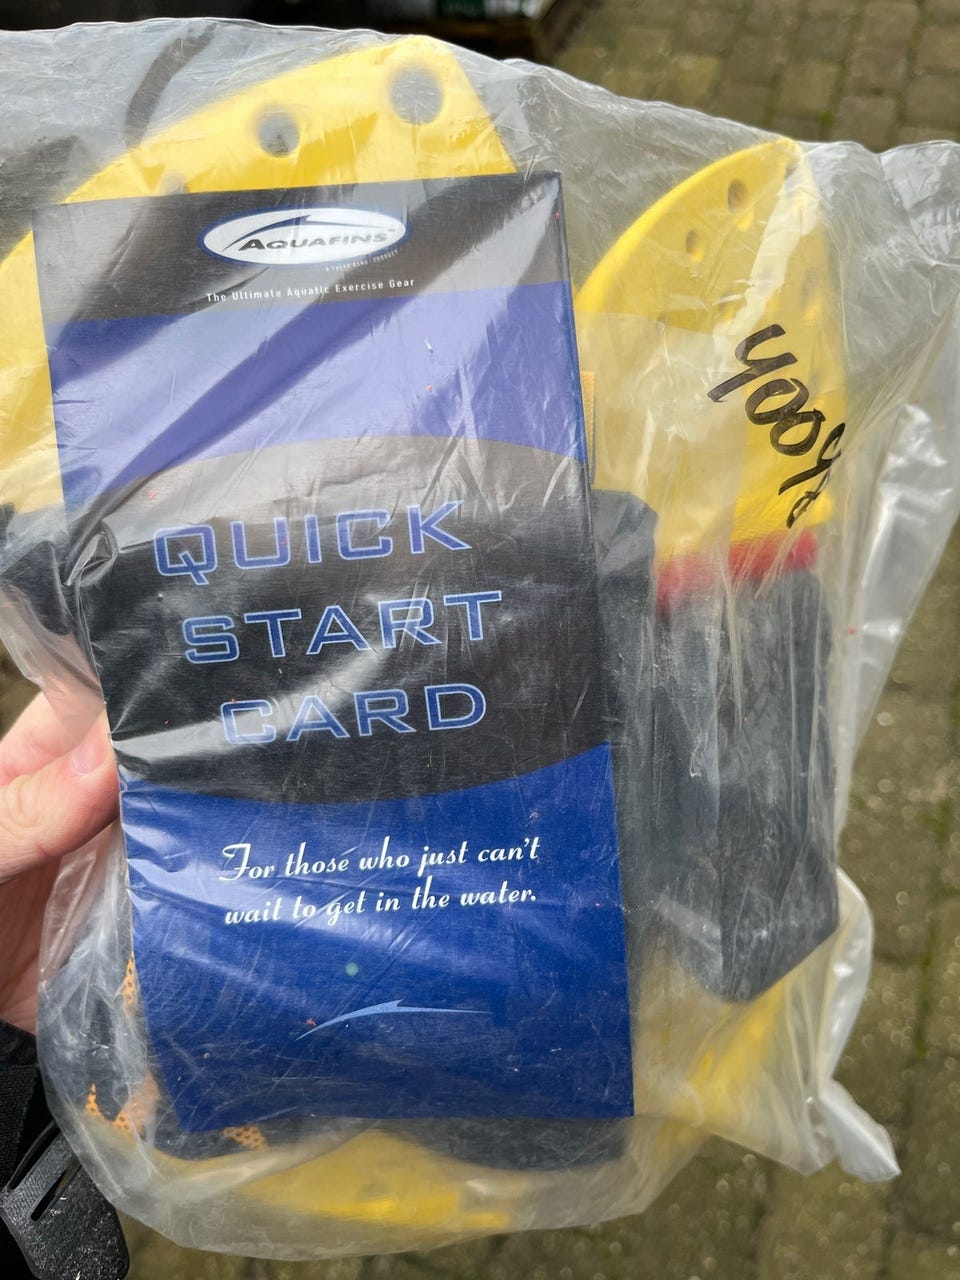 AQUAFINS™
The Ultimate Aquatic Exercise Gear
QUICK
START
CARD
For those who just can't
wait to get in the water.